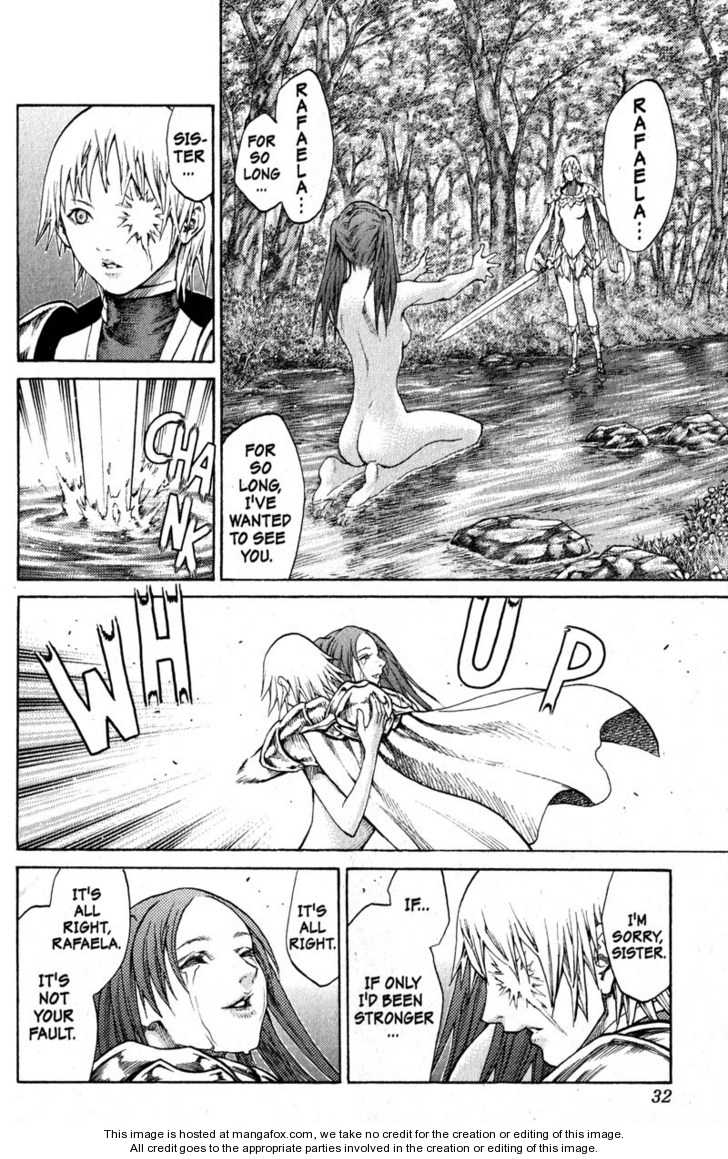 RAFAELA...
RAFAELA...
FOR
SO
LONG
...
FOR
SO
LONG,
I'VE
WANTED
TO SEE
YOU.
SIS-
TER
...
CHA
NK
WH
UP
I'M
SORRY,
SISTER.
IF...
IF ONLY
I'D BEEN
STRONGER
...
IT'S
ALL
RIGHT.
IT'S
ALL
RIGHT,
RAFAELA.
IT'S
NOT
YOUR
FAULT.
32
This image is hosted at mangafox.com, we take no credit for the creation or editing of this image.
All credit goes to the appropriate parties involved in the creation or editing of this image.